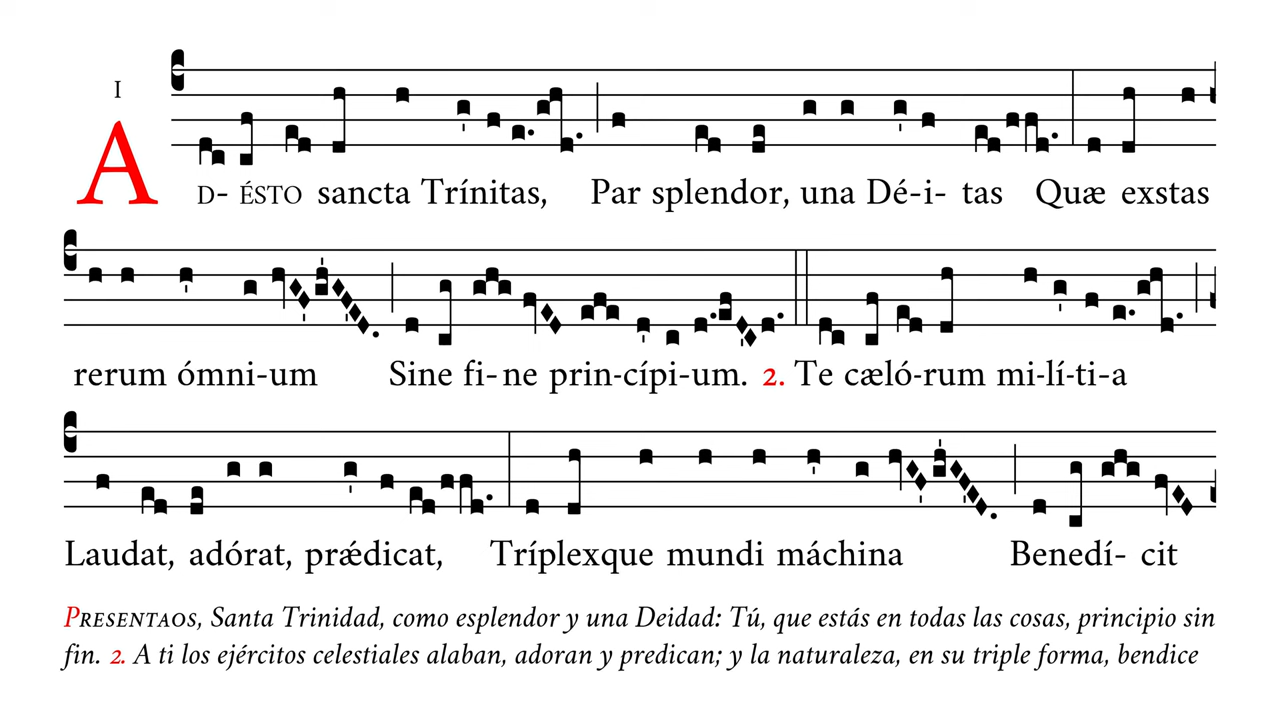 I
AD- ÉSTO sancta Trínitas, Par splendor, una Dé-i- tas Quæ exstas
rerum ómni-um Sine fi-ne prin-cípi-um. 2. Te cæló-rum mi-lí-ti-a
Laudat, adórat, prǽdicat, Tríplexque mundi máchina Benedí- cit
PRESENTAOS, Santa Trinidad, como esplendor y una Deidad: Tú, que estás en todas las cosas, principio sin
fin. 2. A ti los ejércitos celestiales alaban, adoran y predican; y la naturaleza, en su triple forma, bendice